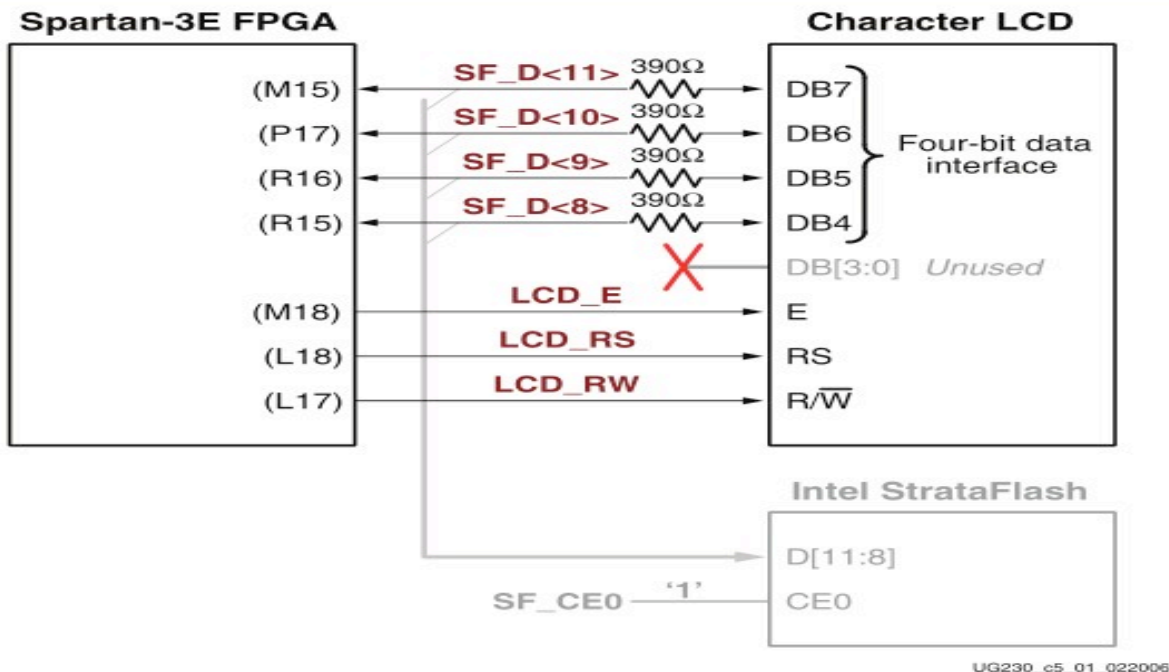 Spartan-3E FPGA
Character LCD
(M15) SF_D<11> 390Ω DB7
(P17) SF_D<10> 390Ω DB6
(R16) SF_D<9> 390Ω DB5
(R15) SF_D<8> 390Ω DB4
Four-bit data
interface
DB[3:0] Unused
(M18) LCD_E E
(L18) LCD_RS RS
(L17) LCD_RW R/W̅
Intel StrataFlash
D[11:8]
SF_CE0 ‘1’ CE0
UG230_c5_01_022006